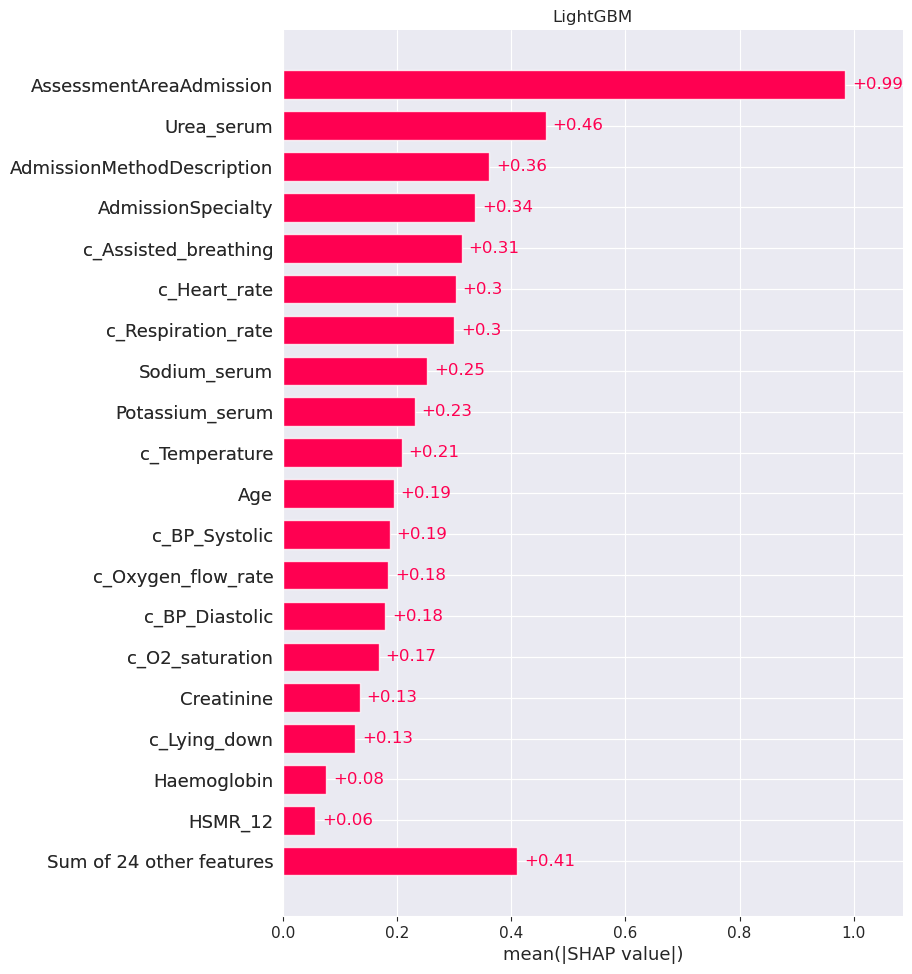 LightGBM
AssessmentAreaAdmission +0.99
Urea_serum +0.46
AdmissionMethodDescription +0.36
AdmissionSpecialty +0.34
c_Assisted_breathing +0.31
c_Heart_rate +0.3
c_Respiration_rate +0.3
Sodium_serum +0.25
Potassium_serum +0.23
c_Temperature +0.21
Age +0.19
c_BP_Systolic +0.19
c_Oxygen_flow_rate +0.18
c_BP_Diastolic +0.18
c_O2_saturation +0.17
Creatinine +0.13
c_Lying_down +0.13
Haemoglobin +0.08
HSMR_12 +0.06
Sum of 24 other features +0.41
0.0 0.2 0.4 0.6 0.8 1.0
mean(|SHAP value|)